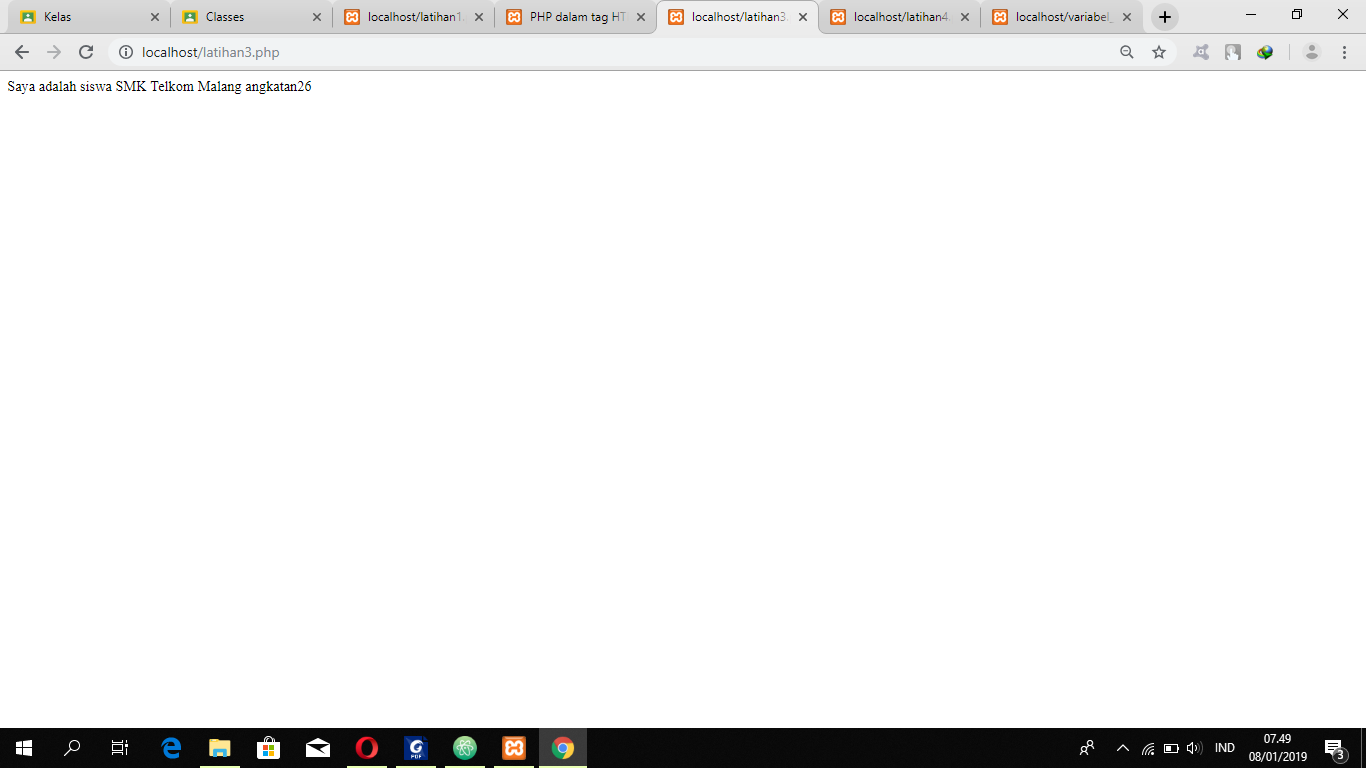 Kelas
Classes
localhost/latihan1.
PHP dalam tag HT
localhost/latihan3.
localhost/latihan4.
localhost/variabel_
localhost/latihan3.php
Saya adalah siswa SMK Telkom Malang angkatan26
PDF
IND
07.49
08/01/2019
3